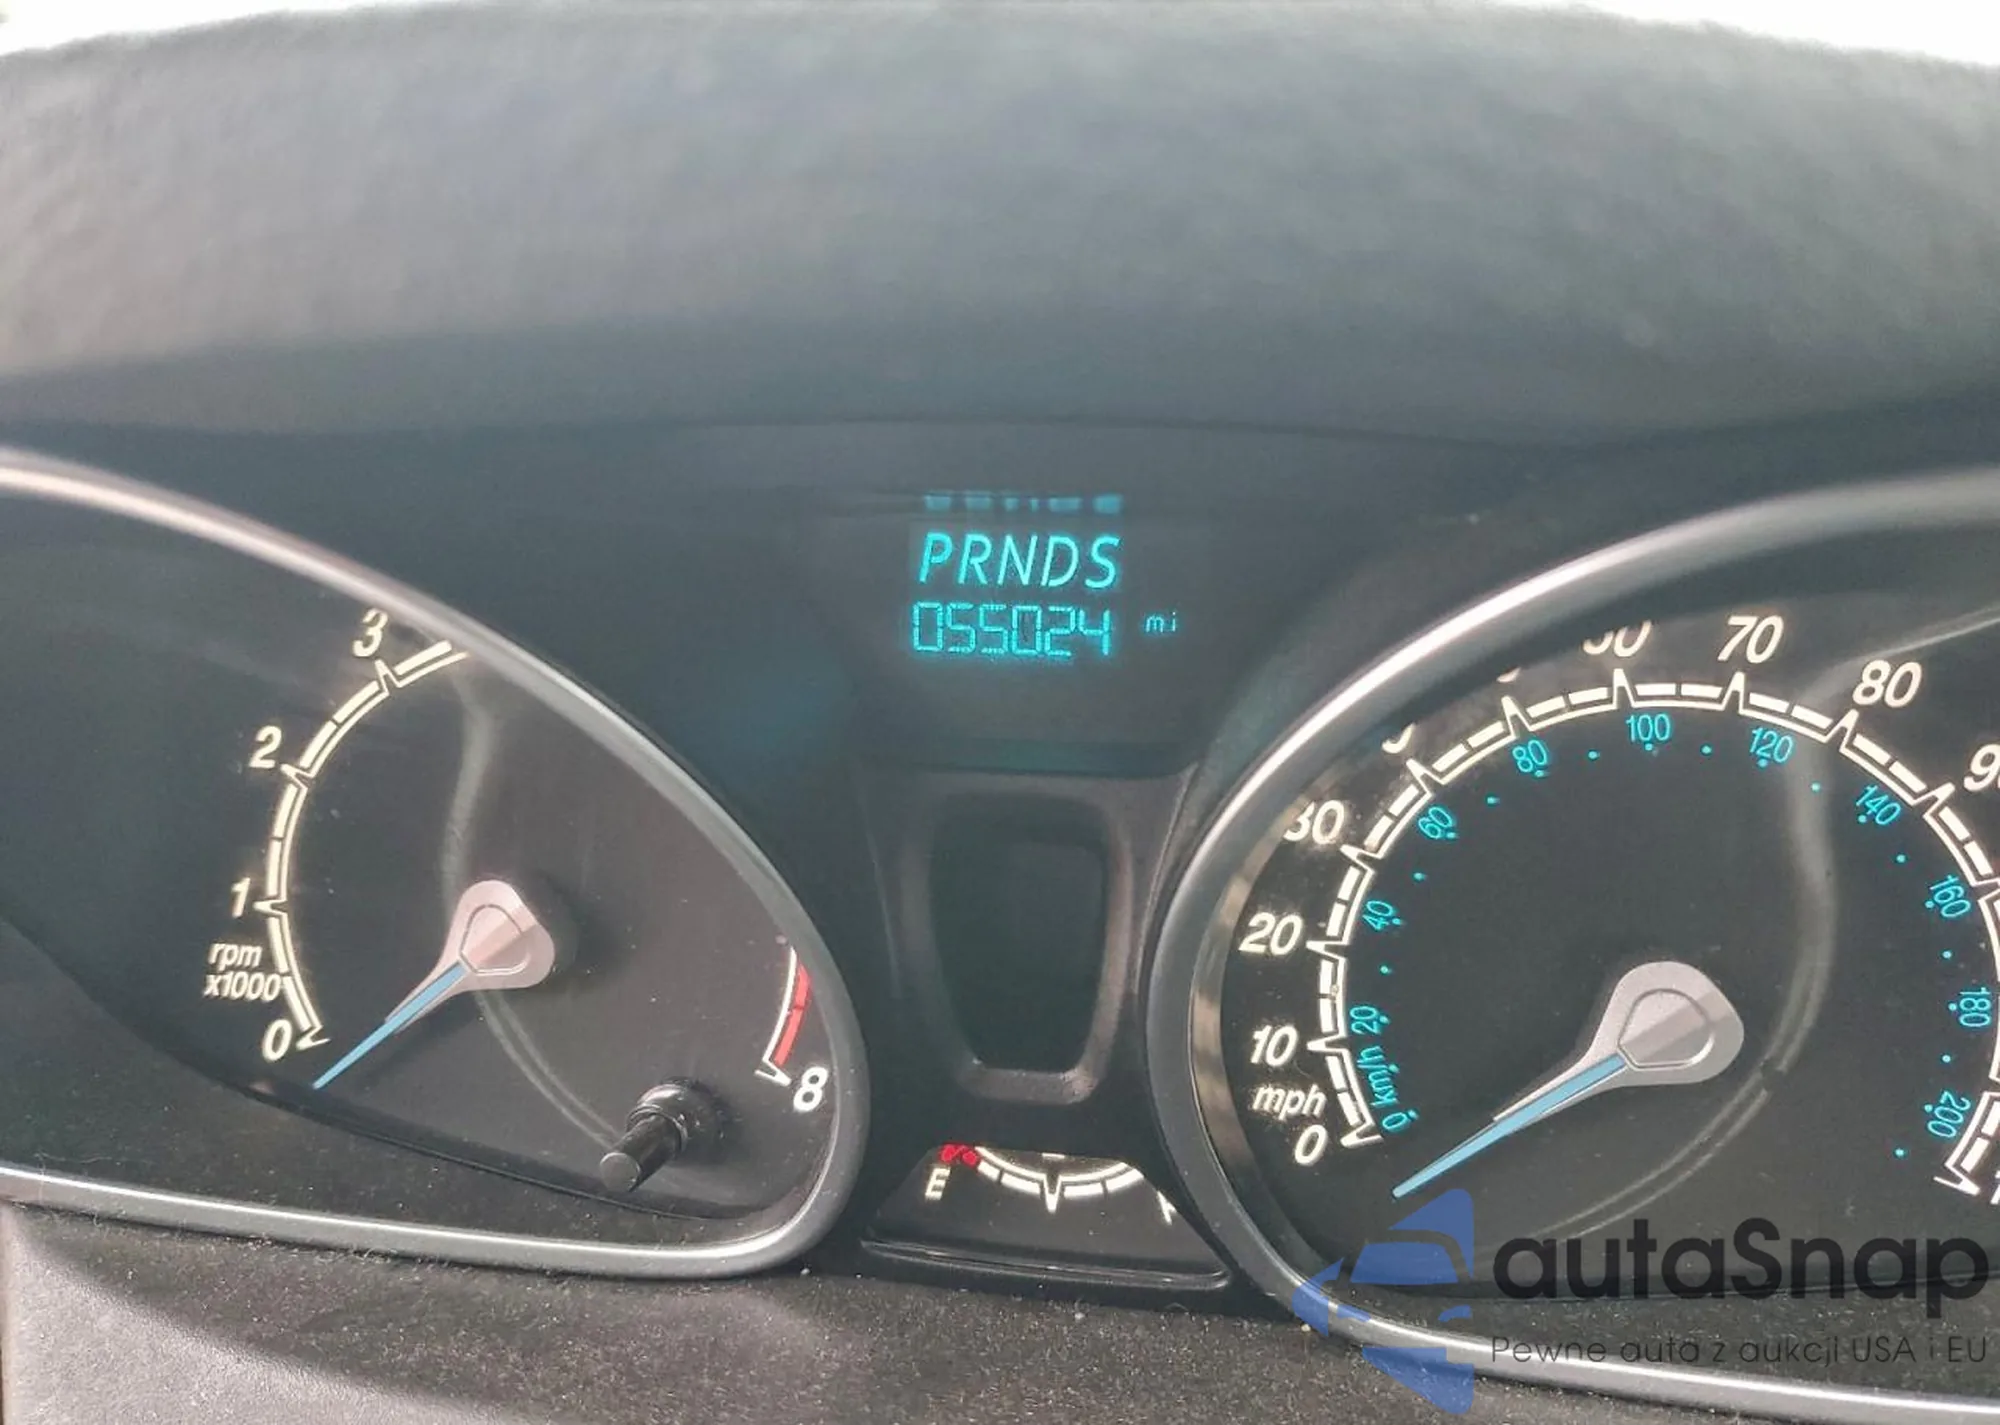 PRNDS
055024 mi
3
2
1
rpm
x1000
0
8
70
80
30
20
10
mph
0
0 km/h 20 40 60 80 100 120 140 160 180 200
E
autaSnap
Pewne auta z aukcji USA i EU